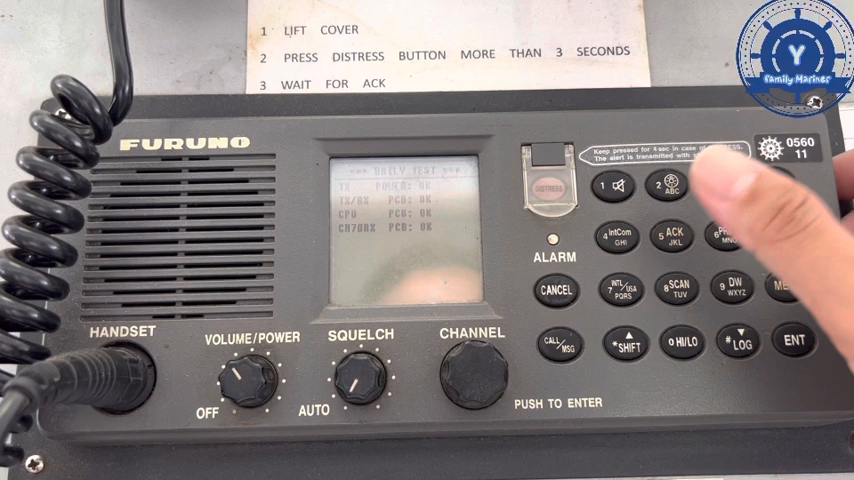 1 LIFT COVER
2 PRESS DISTRESS BUTTON MORE THAN 3 SECONDS
3 WAIT FOR ACK
Y
family Mariner
FURUNO
Keep pressed for 4sec in case of
The alert is transmitted with
0560
11
*** DAILY TEST ***
TX POWER: OK
TX/RX PCB: OK
CPU PCB: OK
CH70RX PCB: OK
DISTRESS
1
2 ABC
4 IntCom GHI
5 ACK JKL
6
ALARM
CANCEL
7 INTL/USA PQRS
8 SCAN TUV
9 DW WXYZ
CALL/MSG
* SHIFT
0 HI/LO
# LOG
ENT
HANDSET
VOLUME/POWER
OFF
SQUELCH
AUTO
CHANNEL
PUSH TO ENTER